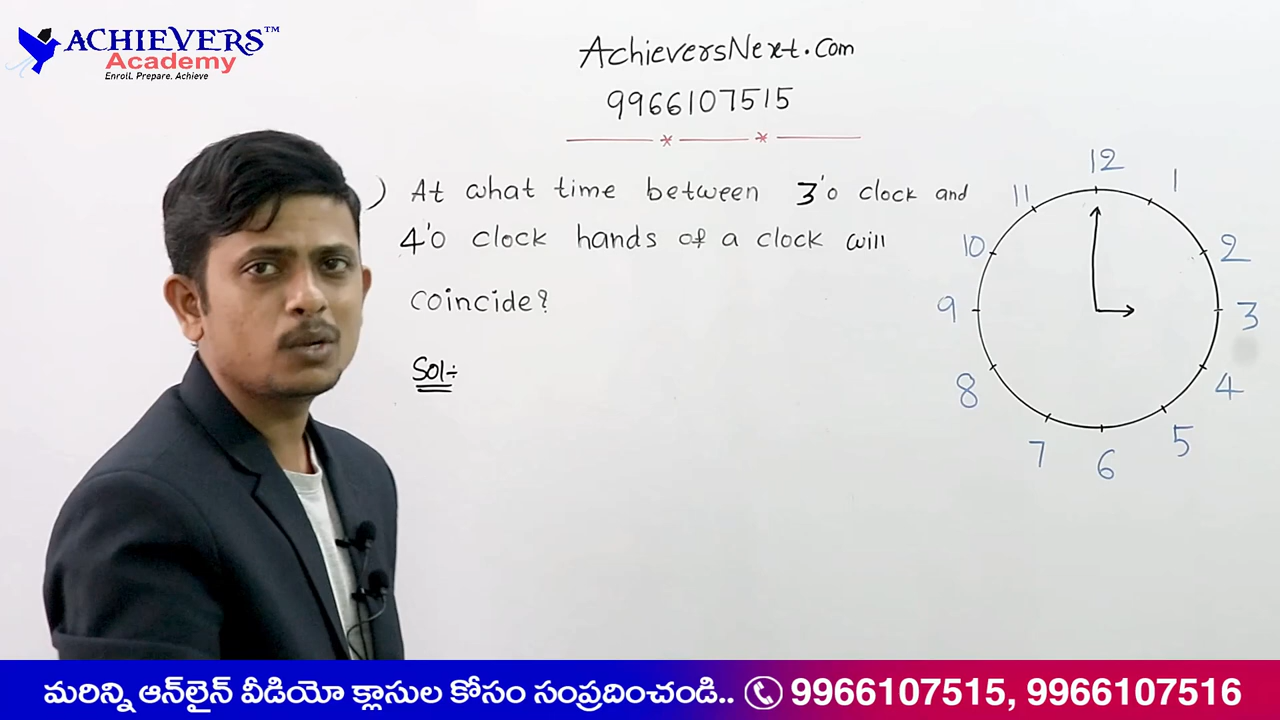 ACHIEVERS™
Academy
Enroll. Prepare. Achieve
AchieversNext.Com
9966107515
) At what time between 3'o clock and
4'o clock hands of a clock will
coincide?
Sol:-
12
1
2
3
4
5
6
7
8
9
10
11
మరిన్ని ఆన్‌లైన్ వీడియో క్లాసుల కోసం సంప్రదించండి.. 9966107515, 9966107516